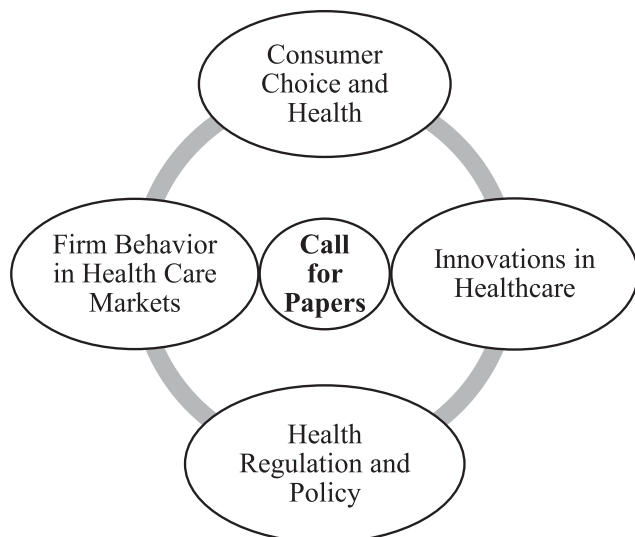 Consumer
Choice and
Health
Firm Behavior
in Health Care
Markets
Call
for
Papers
Innovations in
Healthcare
Health
Regulation and
Policy